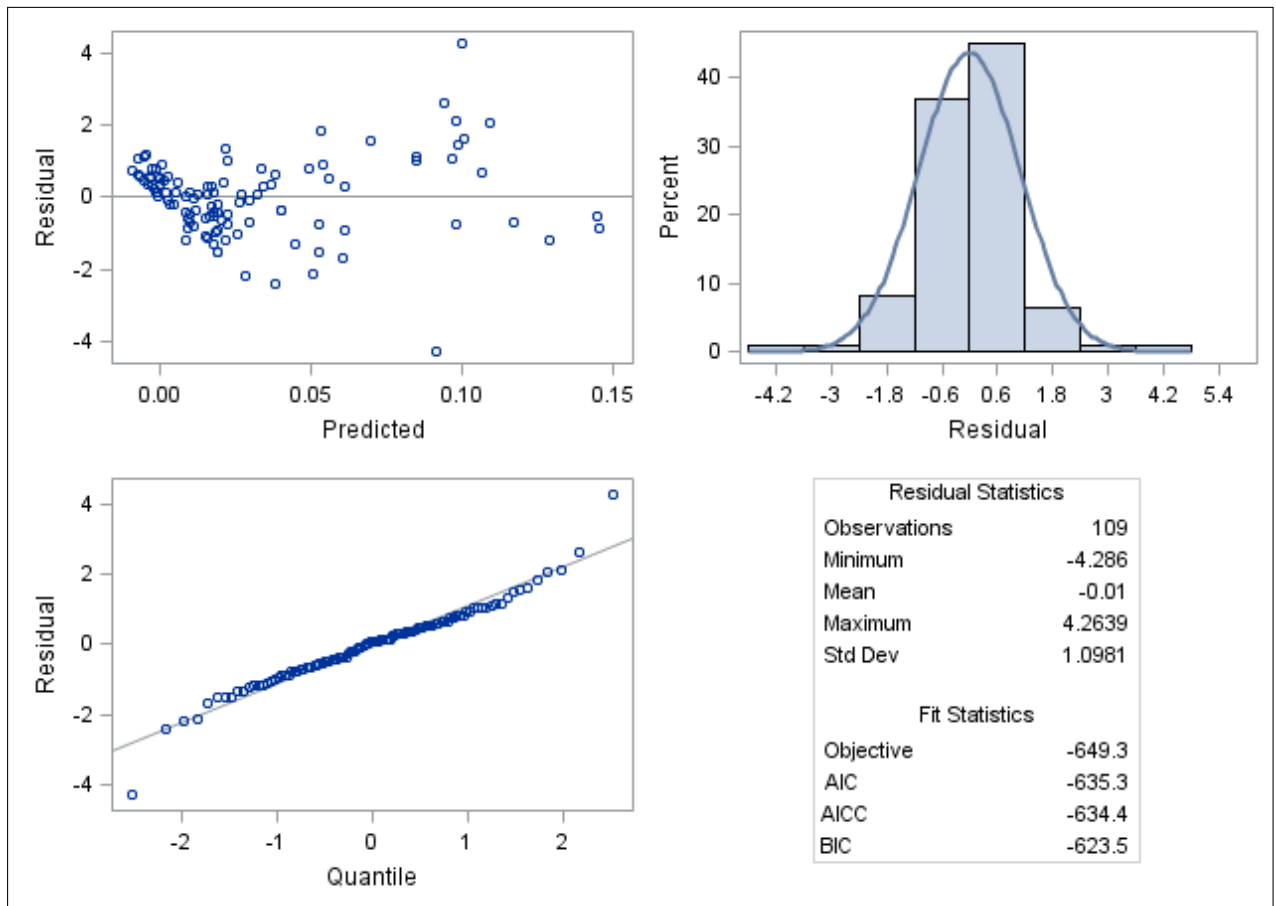 4
2
0
-2
-4
Residual
0.00 0.05 0.10 0.15
Predicted
40
30
20
10
0
Percent
-4.2 -3 -1.8 -0.6 0.6 1.8 3 4.2 5.4
Residual
4
2
0
-2
-4
Residual
-2 -1 0 1 2
Quantile
Residual Statistics
Observations 109
Minimum -4.286
Mean -0.01
Maximum 4.2639
Std Dev 1.0981
Fit Statistics
Objective -649.3
AIC -635.3
AICC -634.4
BIC -623.5